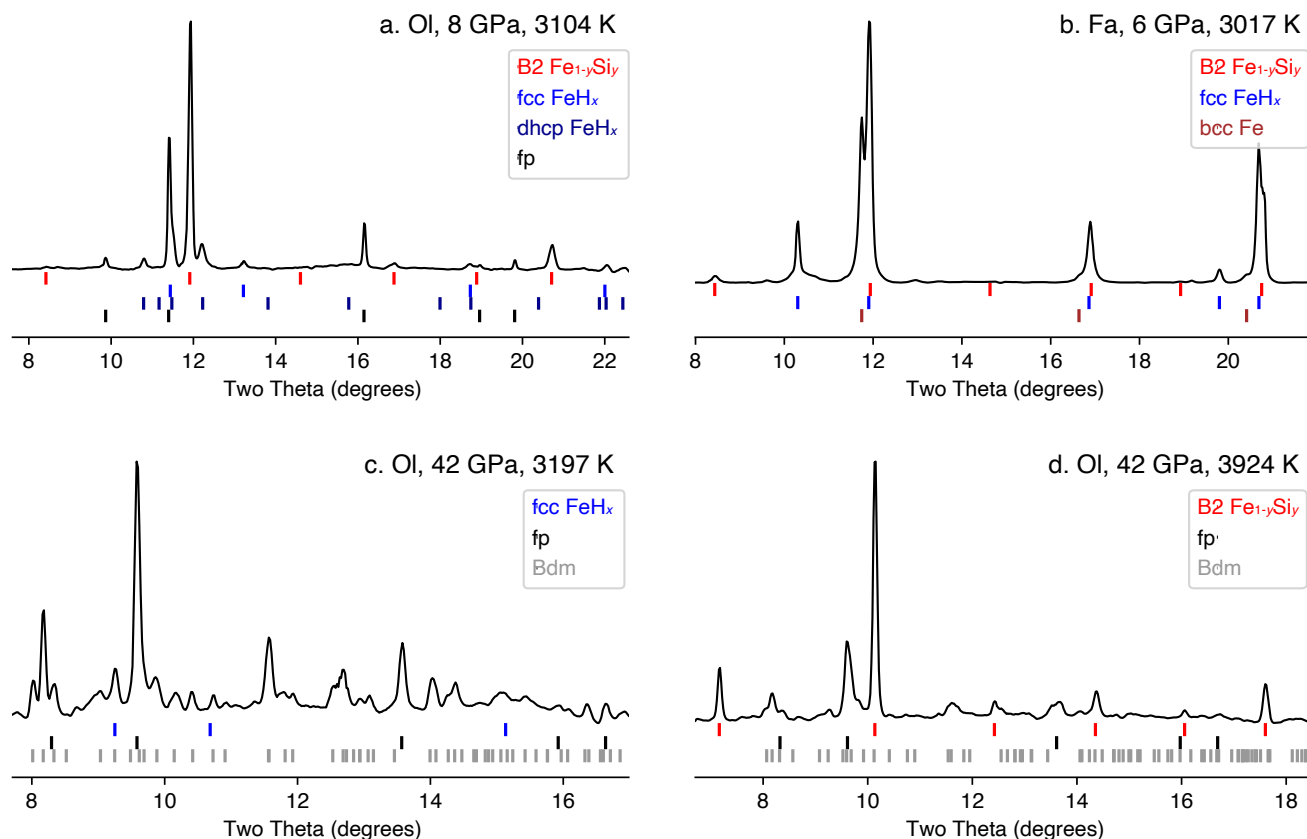 a. Ol, 8 GPa, 3104 K
B2 Fe1-ySiy
fcc FeHx
dhcp FeHx
fp
8 10 12 14 16 18 20 22
Two Theta (degrees)
b. Fa, 6 GPa, 3017 K
B2 Fe1-ySiy
fcc FeHx
bcc Fe
8 10 12 14 16 18 20
Two Theta (degrees)
c. Ol, 42 GPa, 3197 K
fcc FeHx
fp
Bdm
8 10 12 14 16
Two Theta (degrees)
d. Ol, 42 GPa, 3924 K
B2 Fe1-ySiy
fp
Bdm
8 10 12 14 16 18
Two Theta (degrees)